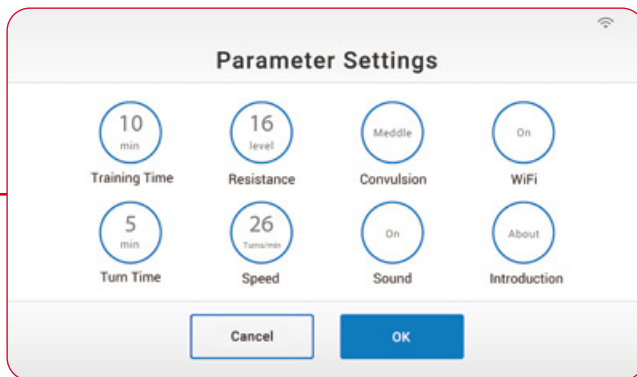 Parameter Settings
10
min
Training Time
16
level
Resistance
Meddle
Convulsion
On
WiFi
5
min
Tum Time
26
Turns/min
Speed
On
Sound
About
Introduction
Cancel
OK